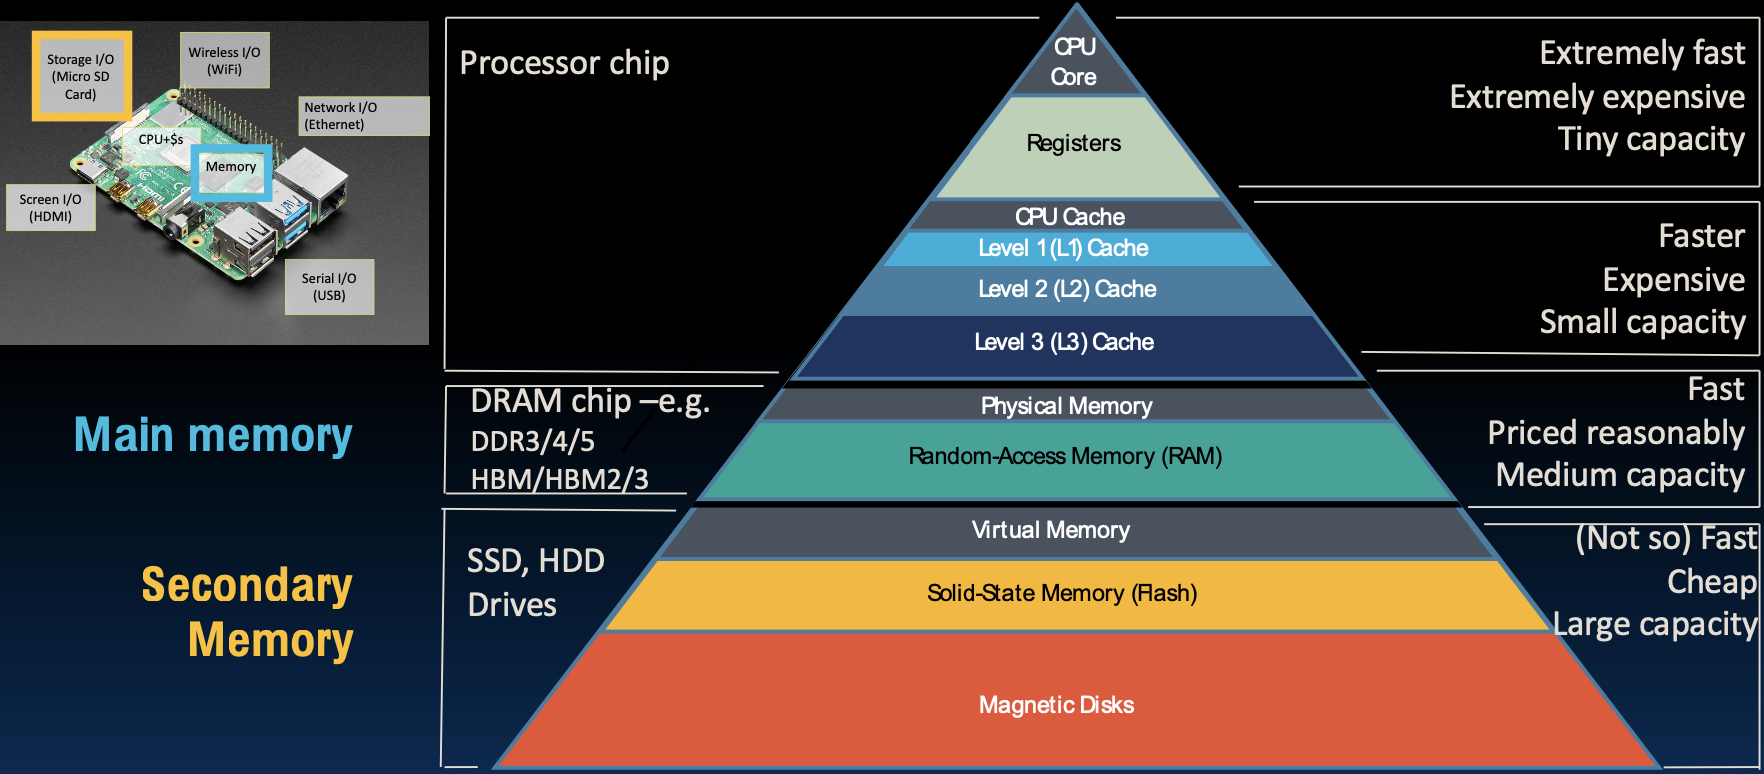 Storage I/O
(Micro SD
Card)
Wireless I/O
(WiFi)
Network I/O
(Ethernet)
CPU+$s
Memory
Screen I/O
(HDMI)
Serial I/O
(USB)
Main memory
Secondary
Memory
Processor chip
DRAM chip –e.g.
DDR3/4/5
HBM/HBM2/3
SSD, HDD
Drives
CPU
Core
Registers
CPU Cache
Level 1 (L1) Cache
Level 2 (L2) Cache
Level 3 (L3) Cache
Physical Memory
Random-Access Memory (RAM)
Virtual Memory
Solid-State Memory (Flash)
Magnetic Disks
Extremely fast
Extremely expensive
Tiny capacity
Faster
Expensive
Small capacity
Fast
Priced reasonably
Medium capacity
(Not so) Fast
Cheap
Large capacity